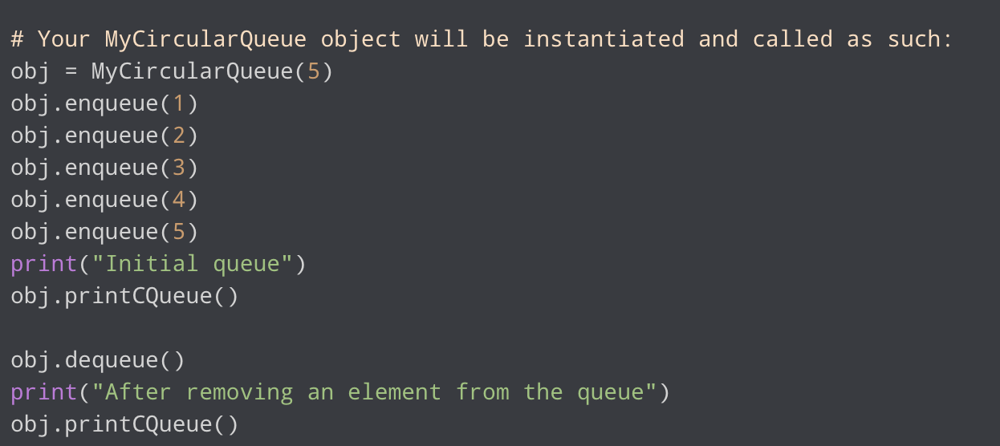 # Your MyCircularQueue object will be instantiated and called as such:
obj = MyCircularQueue(5)
obj.enqueue(1)
obj.enqueue(2)
obj.enqueue(3)
obj.enqueue(4)
obj.enqueue(5)
print("Initial queue")
obj.printCQueue()

obj.dequeue()
print("After removing an element from the queue")
obj.printCQueue()